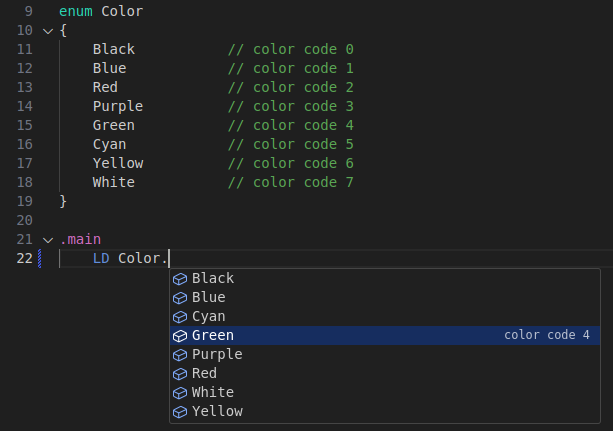 9 enum Color
10 {
11 Black // color code 0
12 Blue // color code 1
13 Red // color code 2
14 Purple // color code 3
15 Green // color code 4
16 Cyan // color code 5
17 Yellow // color code 6
18 White // color code 7
19 }
20
21 .main
22 LD Color.
Black
Blue
Cyan
Green color code 4
Purple
Red
White
Yellow